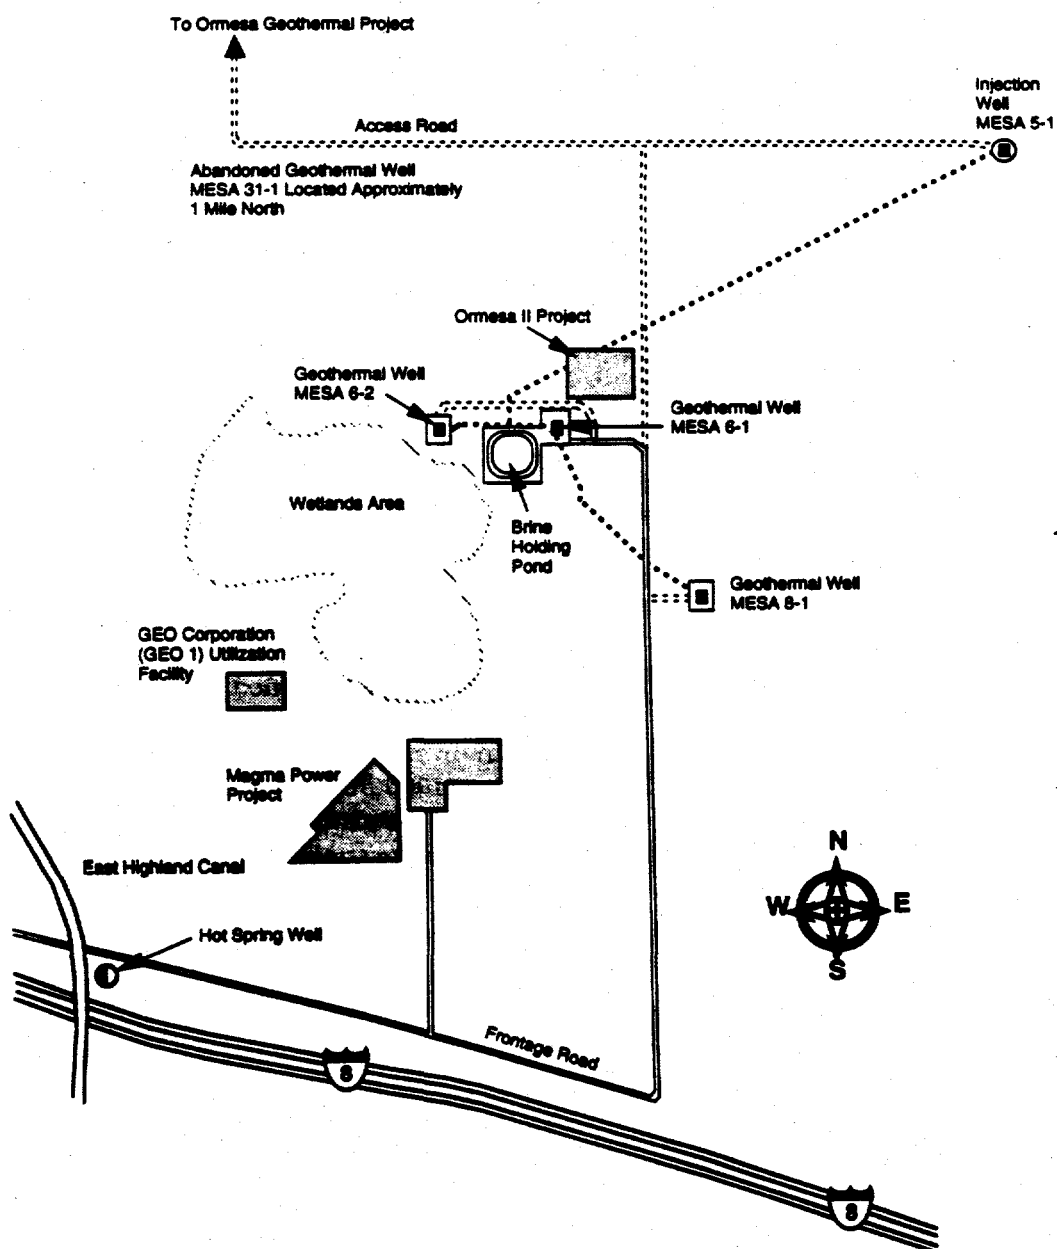 To Ormesa Geothermal Project
Injection
Well
MESA 5-1
Access Road
Abandoned Geothermal Well
MESA 31-1 Located Approximately
1 Mile North
Ormesa II Project
Geothermal Well
MESA 6-2
Geothermal Well
MESA 6-1
Wetlands Area
Brine
Holding
Pond
Geothermal Well
MESA 8-1
GEO Corporation
(GEO 1) Utilization
Facility
Magma Power
Project
East Highland Canal
N
W
E
S
Hot Spring Well
Frontage Road
8
8